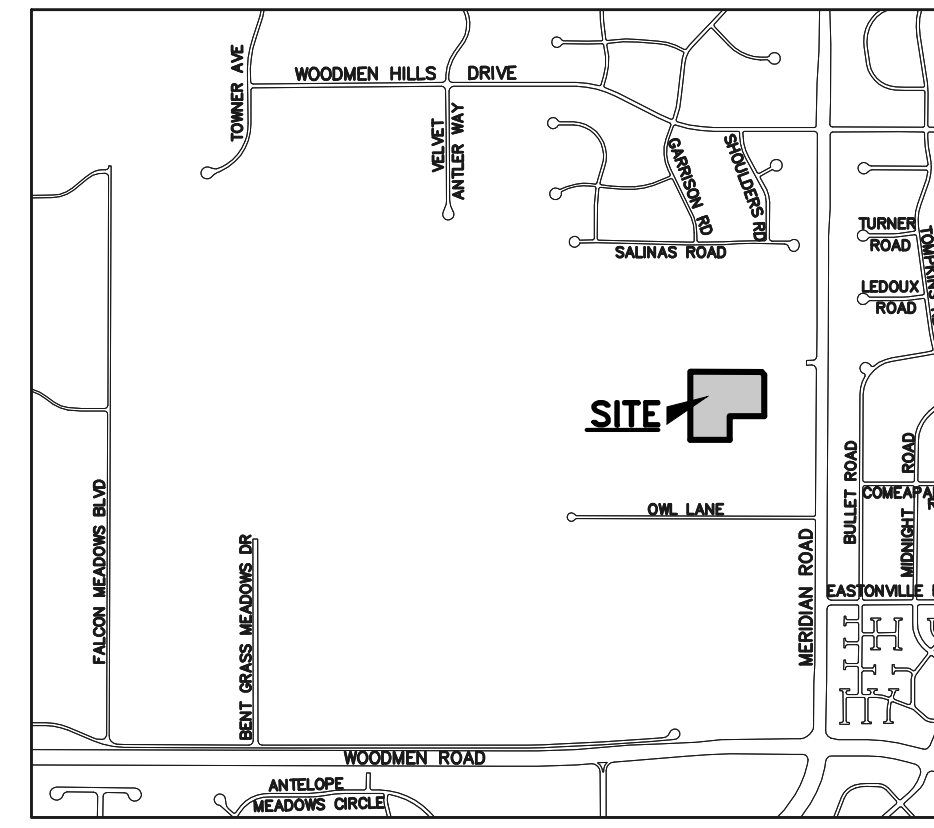 TOWNER AVE
WOODMEN HILLS DRIVE
VELVET
ANTLER WAY
GARRISON RD
SHOULDERS RD
SALINAS ROAD
TURNER
ROAD
LEDOUX
ROAD
SITE
FALCON MEADOWS BLVD
BENT GRASS MEADOWS DR
OWL LANE
MERIDIAN ROAD
BULLET ROAD
MIDNIGHT ROAD
EASTONVILLE
WOODMEN ROAD
ANTELOPE
MEADOWS CIRCLE